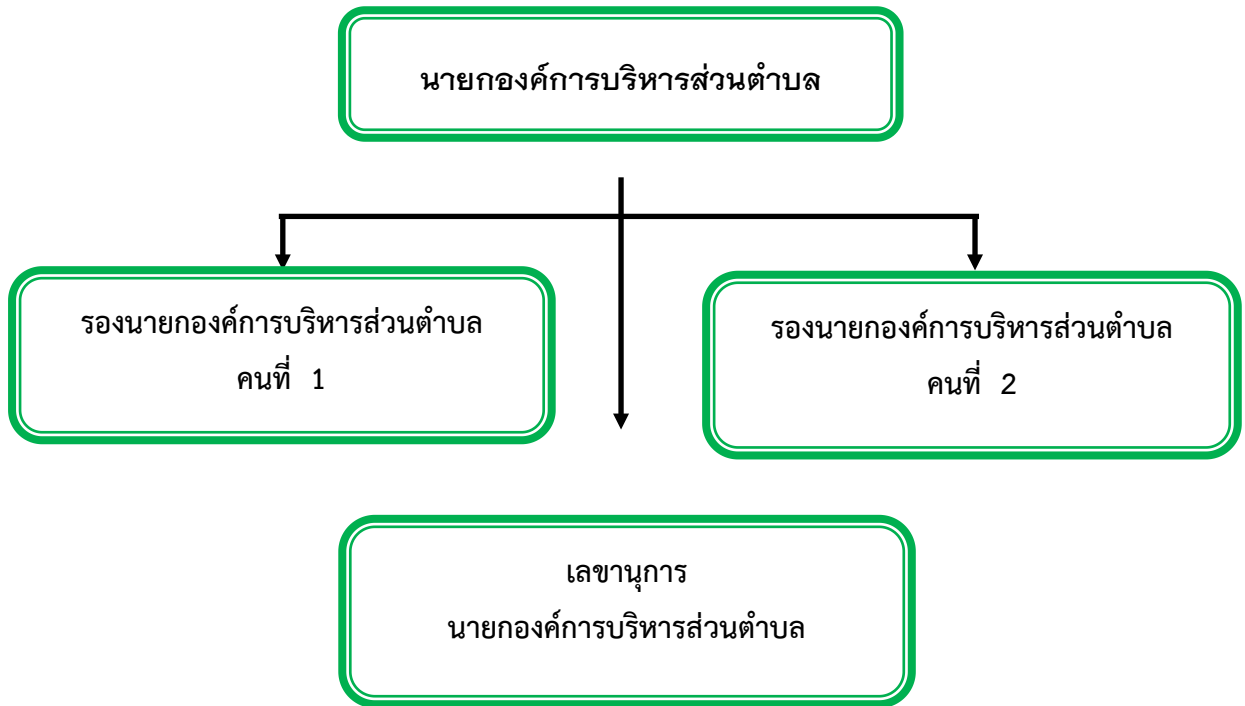 นายกองค์การบริหารส่วนตำบล
รองนายกองค์การบริหารส่วนตำบล
คนที่ 1
รองนายกองค์การบริหารส่วนตำบล
คนที่ 2
เลขานุการ
นายกองค์การบริหารส่วนตำบล